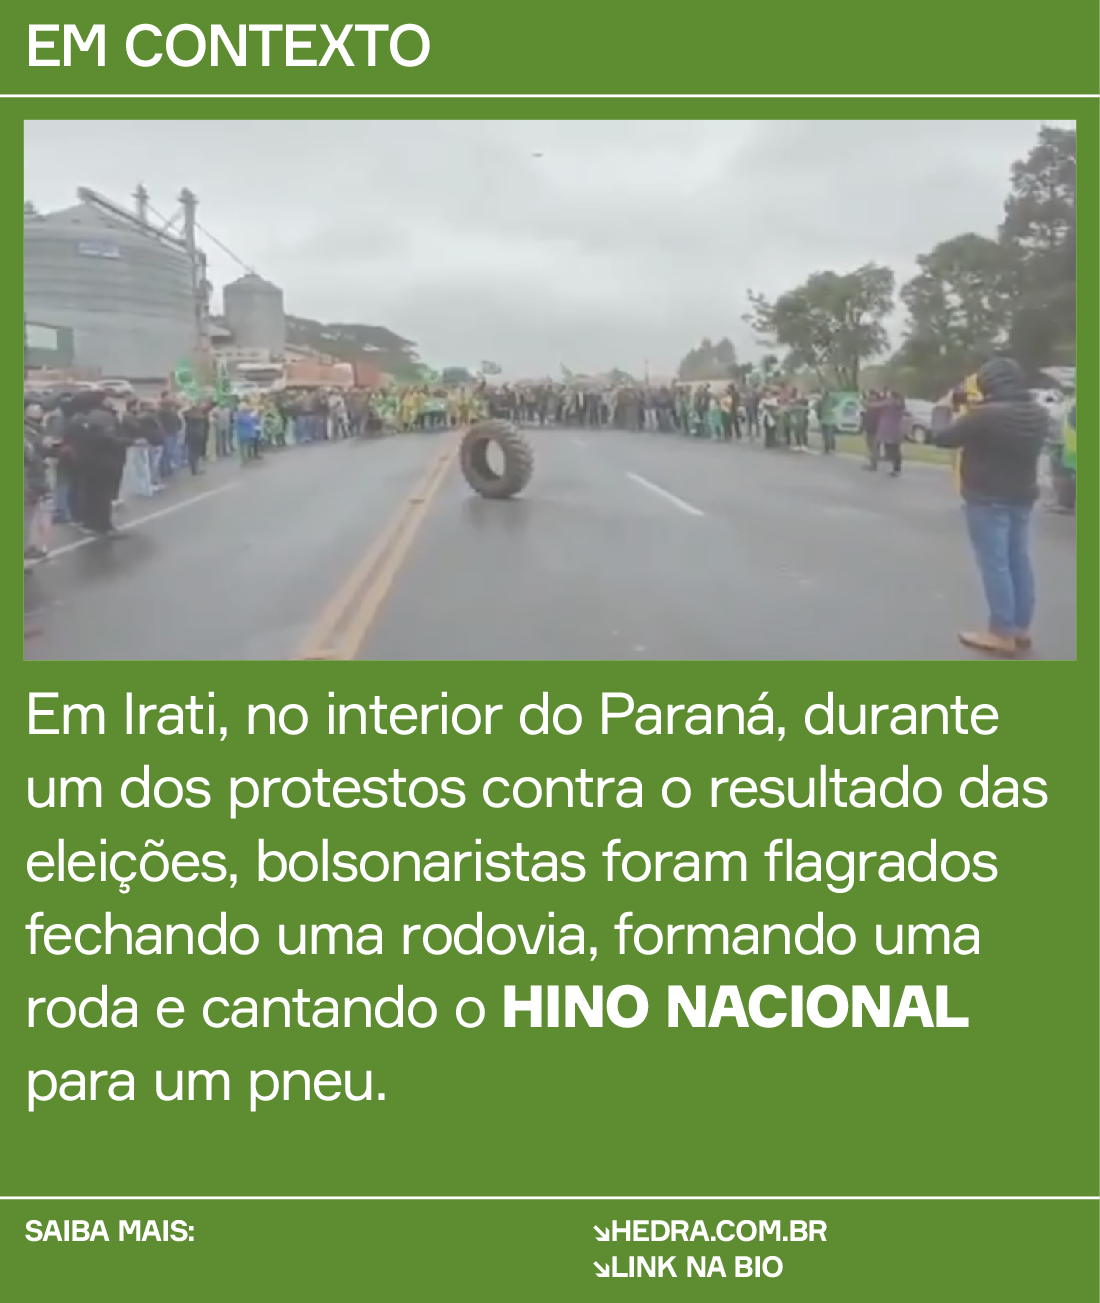 EM CONTEXTO
Em Irati, no interior do Paraná, durante
um dos protestos contra o resultado das
eleições, bolsonaristas foram flagrados
fechando uma rodovia, formando uma
roda e cantando o HINO NACIONAL
para um pneu.
SAIBA MAIS:
↘HEDRA.COM.BR
↘LINK NA BIO